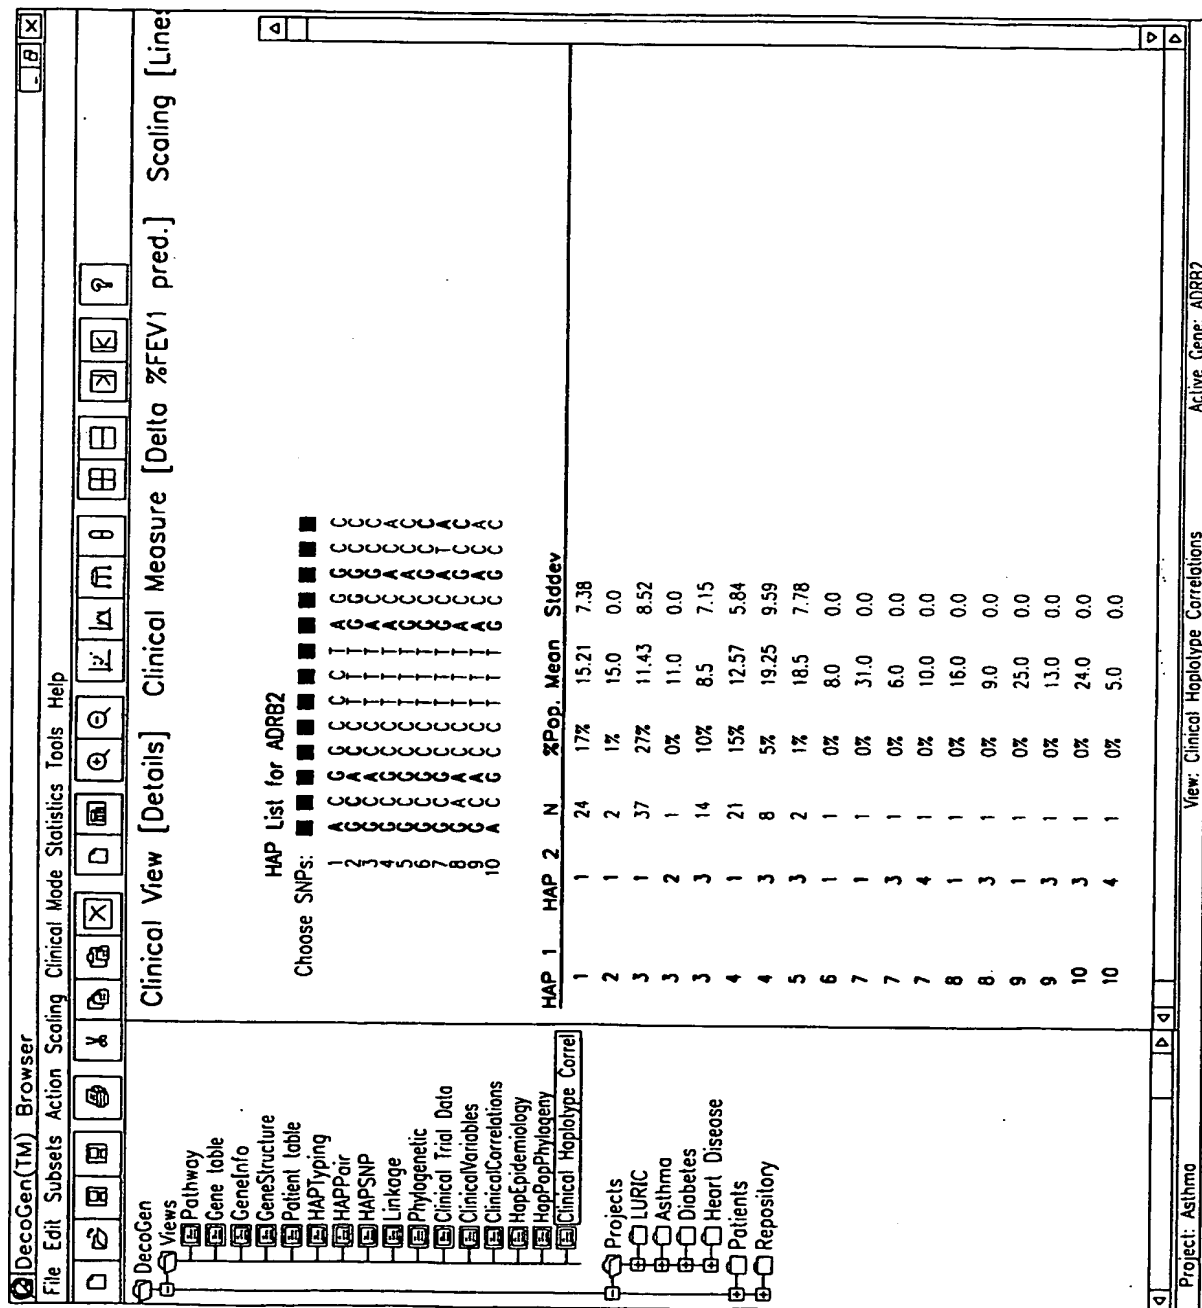 DecoGen(TM) Browser
File Edit Subsets Action Scaling Clinical Mode Statistics Tools Help
DecoGen
Views
Pathway
Gene table
GeneInfo
GeneStructure
Patient table
HAPTyping
HAPPair
HAPSNP
Linkage
Phylogenetic
Clinical Trial Data
ClinicalVariables
ClinicalCorrelations
HapEpidemiology
HapPopPhylogeny
Clinical Haplotype Correl
Projects
LURIC
Asthma
Diabetes
Heart Disease
Patients
Repository
Clinical View [Details] Clinical Measure [Delta %FEV1 pred.] Scaling [Lines
HAP List for ADRB2
Choose SNPs:
1
2
3
4
5
6
7
8
9
10
HAP 1 HAP 2 N %Pop. Mean Stddev
1 1 24 17% 15.21 7.38
2 1 2 1% 15.0 0.0
3 1 37 27% 11.43 8.52
3 2 1 0% 11.0 0.0
3 3 14 10% 8.5 7.15
4 1 21 15% 12.57 5.84
4 3 8 5% 19.25 9.59
5 3 2 1% 18.5 7.78
6 1 1 0% 8.0 0.0
7 1 1 0% 31.0 0.0
7 3 1 0% 6.0 0.0
7 4 1 0% 10.0 0.0
8 1 1 0% 16.0 0.0
8 3 1 0% 9.0 0.0
9 1 1 0% 25.0 0.0
9 3 1 0% 13.0 0.0
10 3 1 0% 24.0 0.0
10 4 1 0% 5.0 0.0
Project: Asthma View: Clinical Haplotype Correlations Active Gene: ADRB2